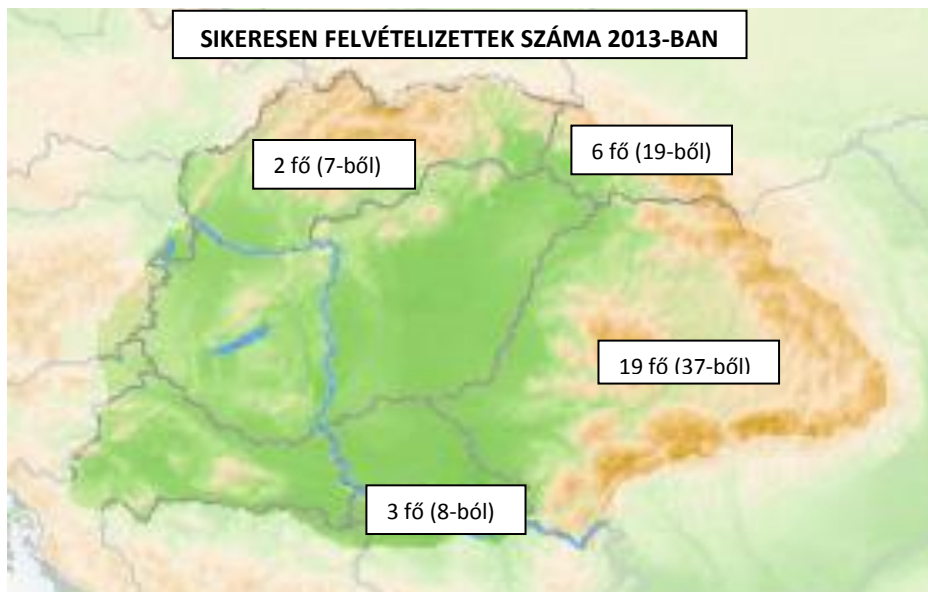 SIKERESEN FELVÉTELIZETTEK SZÁMA 2013-BAN
2 fő (7-ből)
6 fő (19-ből)
19 fő (37-ből)
3 fő (8-ból)